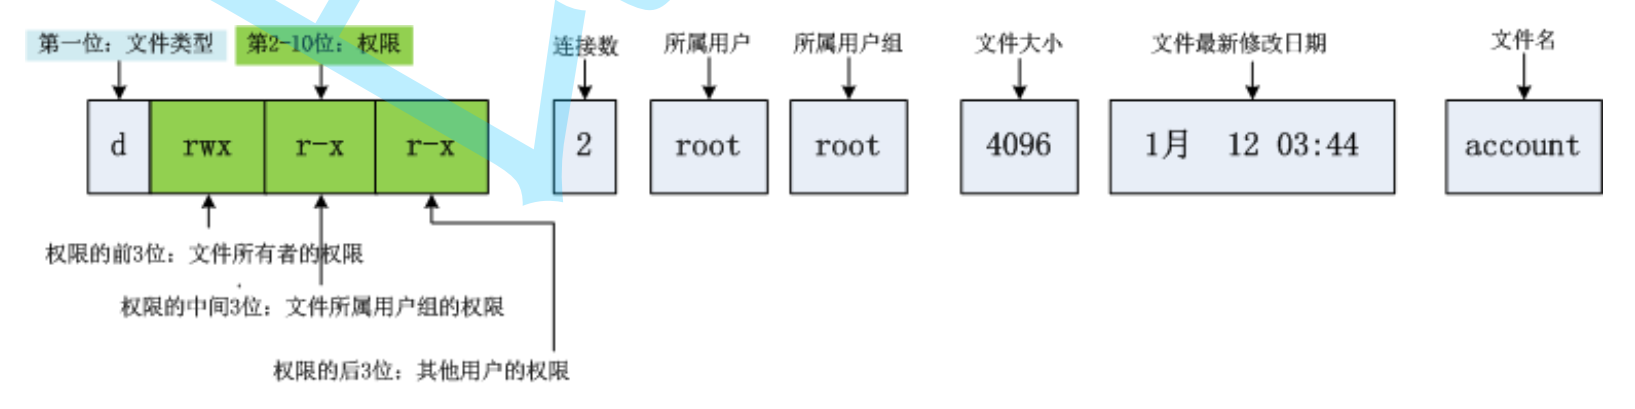 第一位：文件类型 第2-10位：权限 连接数 所属用户 所属用户组 文件大小 文件最新修改日期 文件名
d rwx r-x r-x 2 root root 4096 1月 12 03:44 account
权限的前3位：文件所有者的权限
权限的中间3位：文件所属用户组的权限
权限的后3位：其他用户的权限